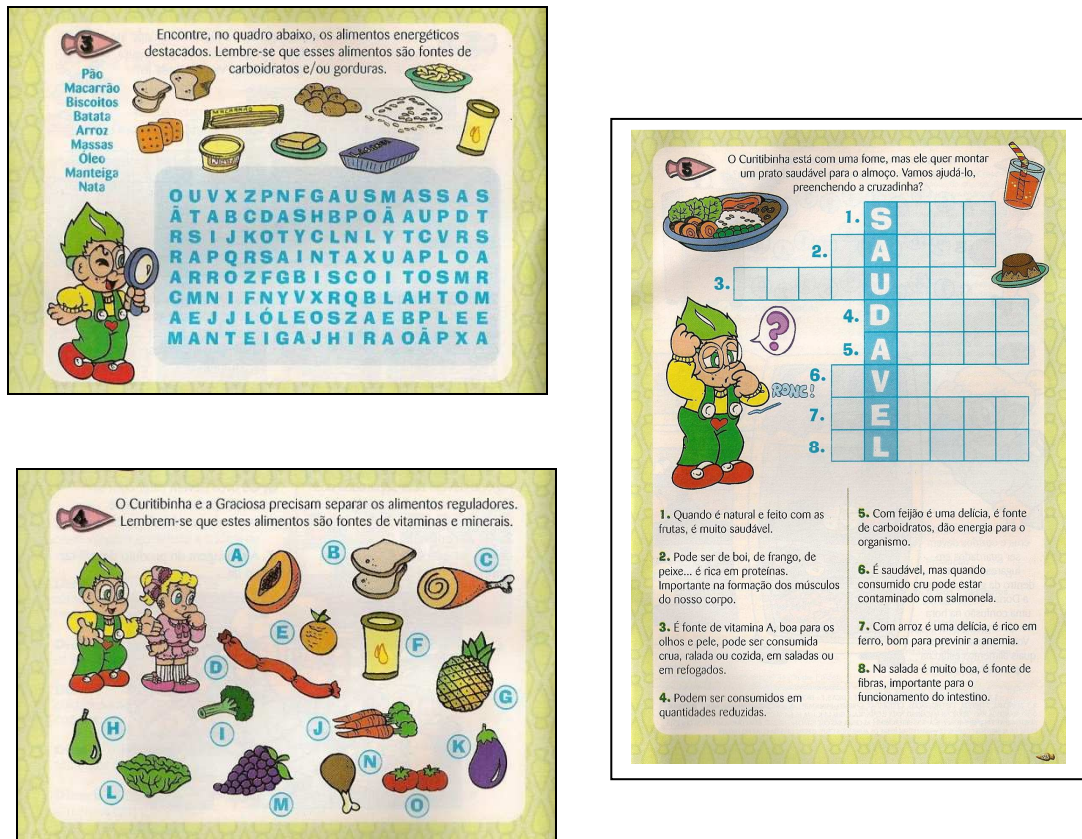 3
Encontre, no quadro abaixo, os alimentos energéticos
destacados. Lembre-se que esses alimentos são fontes de
carboidratos e/ou gorduras.
Pão
Macarrão
Biscoitos
Batata
Arroz
Massas
Óleo
Manteiga
Nata
MACARRÃO
O U V X Z P N F G A U S M A S S A S
Ã T A B C D A S H B P O Ã A U P D T
R S I J K O T Y C L N L Y T C V R S
R A P Q R S A I N T A X U A P L O A
A R R O Z F G B I S C O I T O S M R
C M N I F N Y V X R Q B L A H T O M
A E J J L Ó L E O S Z A E B P L E E
M A N T E I G A J H I R A O Ã P X A
4
O Curitibinha e a Graciosa precisam separar os alimentos reguladores.
Lembrem-se que estes alimentos são fontes de vitaminas e minerais.
A
B
C
E
F
D
G
H
I
J
K
L
M
N
O
5
O Curitibinha está com uma fome, mas ele quer montar
um prato saudável para o almoço. Vamos ajudá-lo,
preenchendo a cruzadinha?
1. S
2. A
3. U
4. D
5. A
6. V
7. E
8. L
?
RONC!
1. Quando é natural e feito com as
frutas, é muito saudável.
2. Pode ser de boi, de frango, de
peixe... é rica em proteínas.
Importante na formação dos músculos
do nosso corpo.
3. É fonte de vitamina A, boa para os
olhos e pele, pode ser consumida
crua, ralada ou cozida, em saladas ou
em refogados.
4. Podem ser consumidos em
quantidades reduzidas.
5. Com feijão é uma delícia, é fonte
de carboidratos, dão energia para o
organismo.
6. É saudável, mas quando
consumido cru pode estar
contaminado com salmonela.
7. Com arroz é uma delícia, é rico em
ferro, bom para previnir a anemia.
8. Na salada é muito boa, é fonte de
fibras, importante para o
funcionamento do intestino.